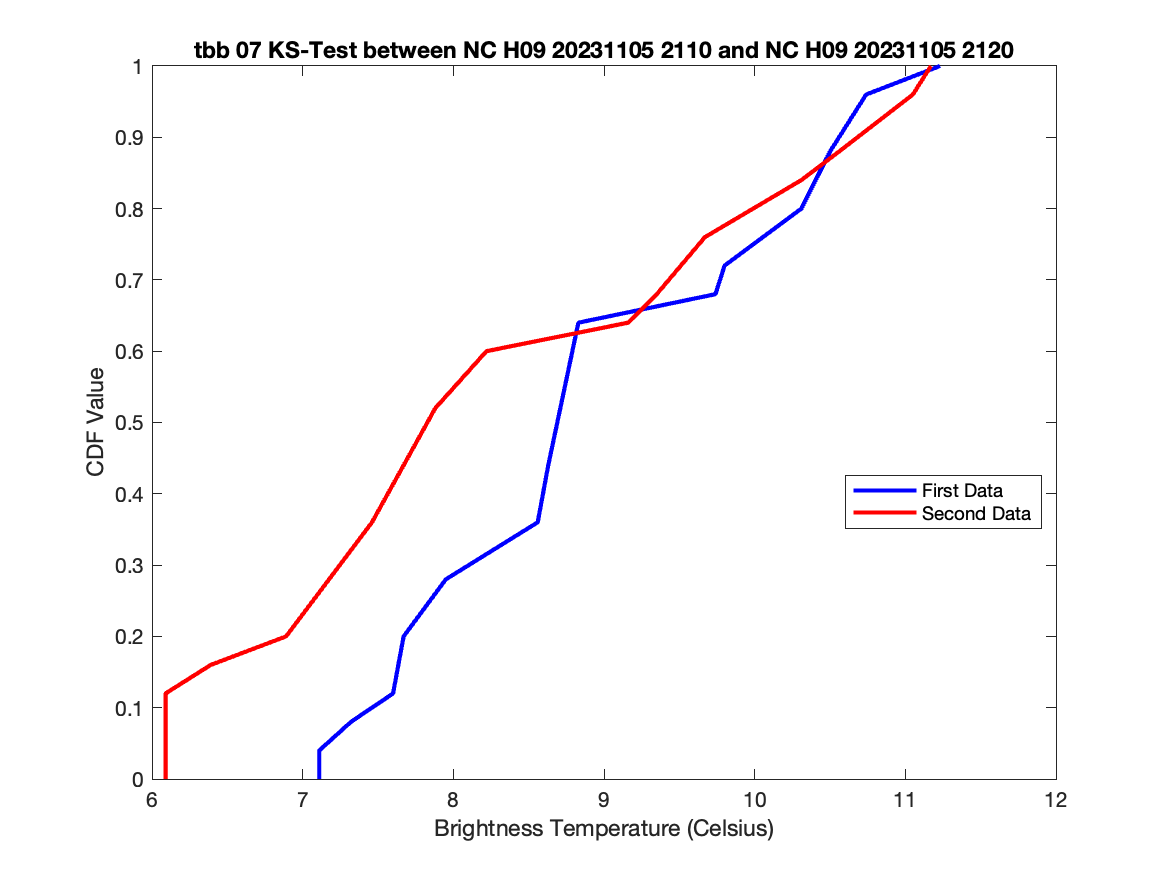 tbb 07 KS-Test between NC H09 20231105 2110 and NC H09 20231105 2120
1
0.9
0.8
0.7
0.6
0.5
0.4
0.3
0.2
0.1
0
CDF Value
First Data
Second Data
6 7 8 9 10 11 12
Brightness Temperature (Celsius)